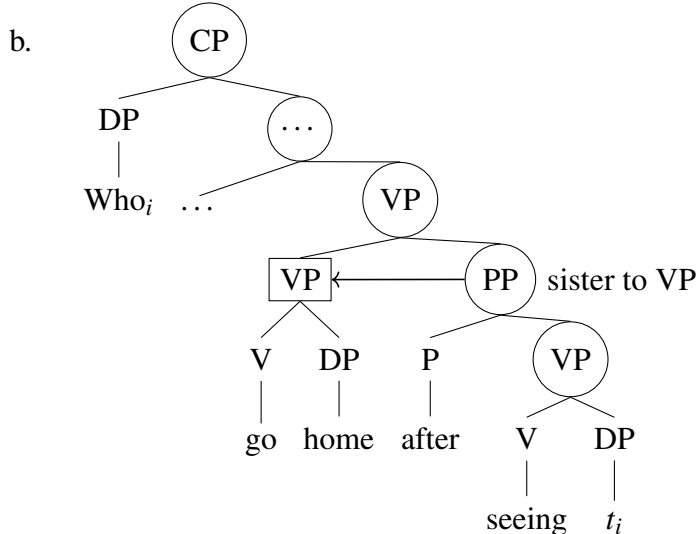 b.
CP
DP …
Who_i … VP
VP PP sister to VP
V DP P VP
go home after V DP
seeing t_i